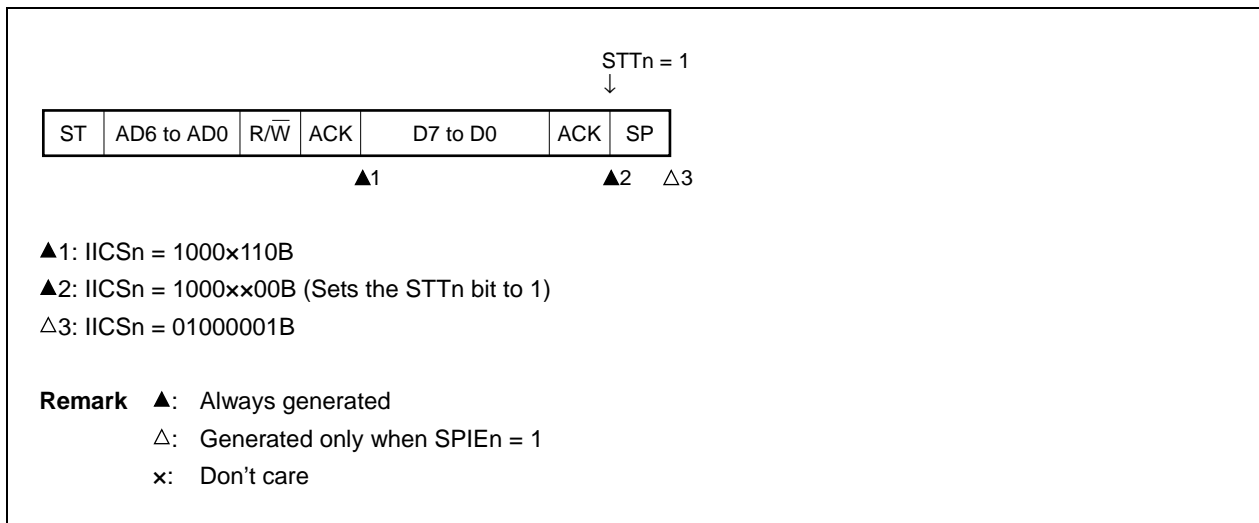 STTn = 1
↓
ST AD6 to AD0 R/W̅ ACK D7 to D0 ACK SP
▲1 ▲2 △3
▲1: IICSn = 1000×110B
▲2: IICSn = 1000××00B (Sets the STTn bit to 1)
△3: IICSn = 01000001B
Remark ▲: Always generated
△: Generated only when SPIEn = 1
×: Don't care